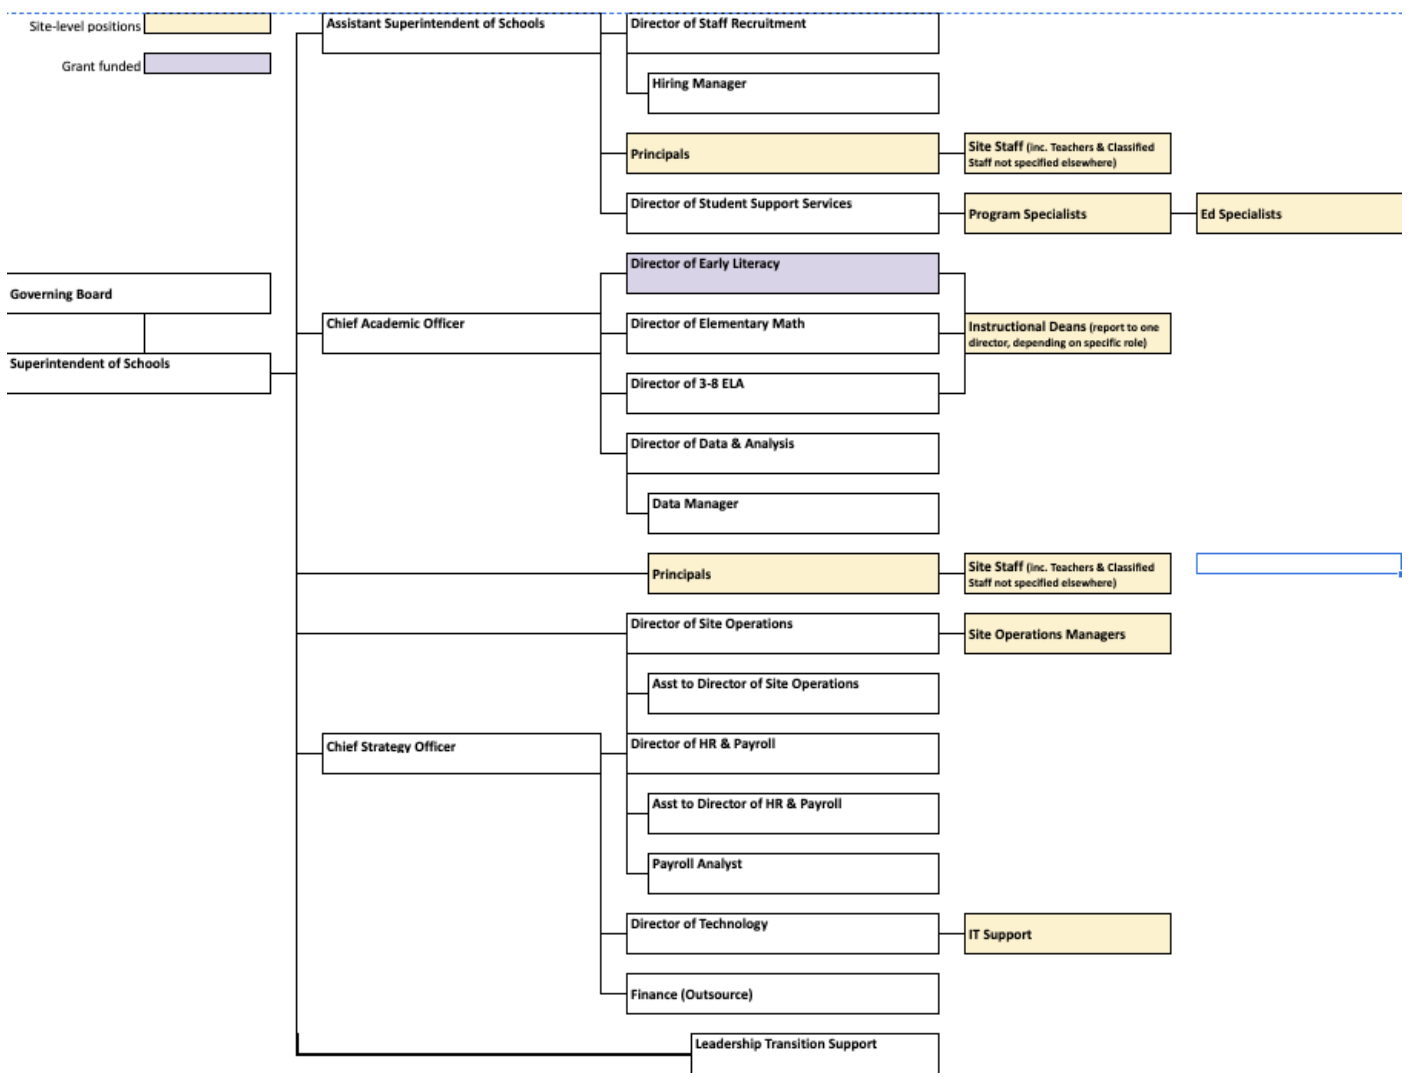 Site-level positions
Grant funded
Assistant Superintendent of Schools
Director of Staff Recruitment
Hiring Manager
Principals
Site Staff (inc. Teachers & Classified
Staff not specified elsewhere)
Director of Student Support Services
Program Specialists
Ed Specialists
Director of Early Literacy
Governing Board
Chief Academic Officer
Director of Elementary Math
Instructional Deans (report to one
director, depending on specific role)
Superintendent of Schools
Director of 3-8 ELA
Director of Data & Analysis
Data Manager
Principals
Site Staff (inc. Teachers & Classified
Staff not specified elsewhere)
Director of Site Operations
Site Operations Managers
Asst to Director of Site Operations
Chief Strategy Officer
Director of HR & Payroll
Asst to Director of HR & Payroll
Payroll Analyst
Director of Technology
IT Support
Finance (Outsource)
Leadership Transition Support